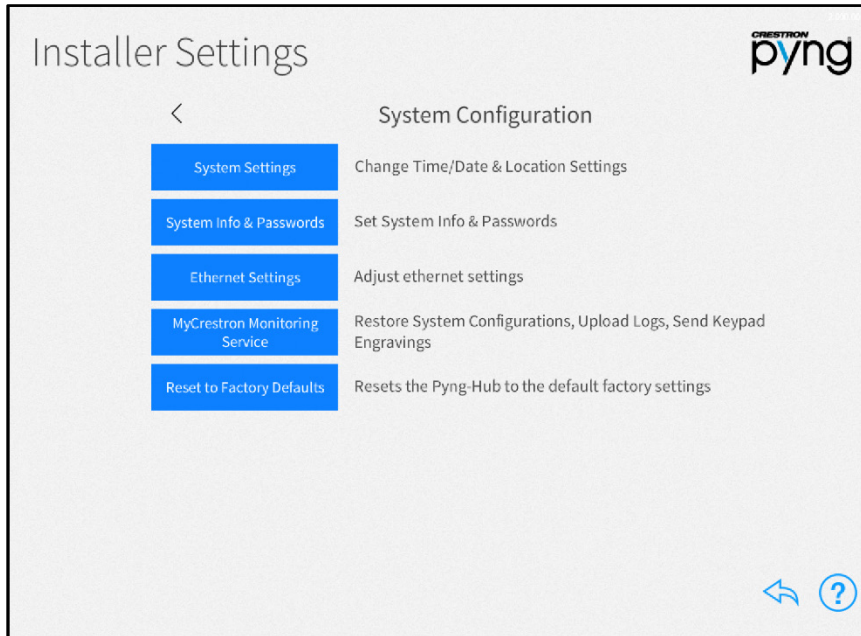 Installer Settings
CRESTRON
pyng
System Configuration
System Settings
Change Time/Date & Location Settings
System Info & Passwords
Set System Info & Passwords
Ethernet Settings
Adjust ethernet settings
MyCrestron Monitoring
Service
Restore System Configurations, Upload Logs, Send Keypad
Engravings
Reset to Factory Defaults
Resets the Pyng-Hub to the default factory settings
?